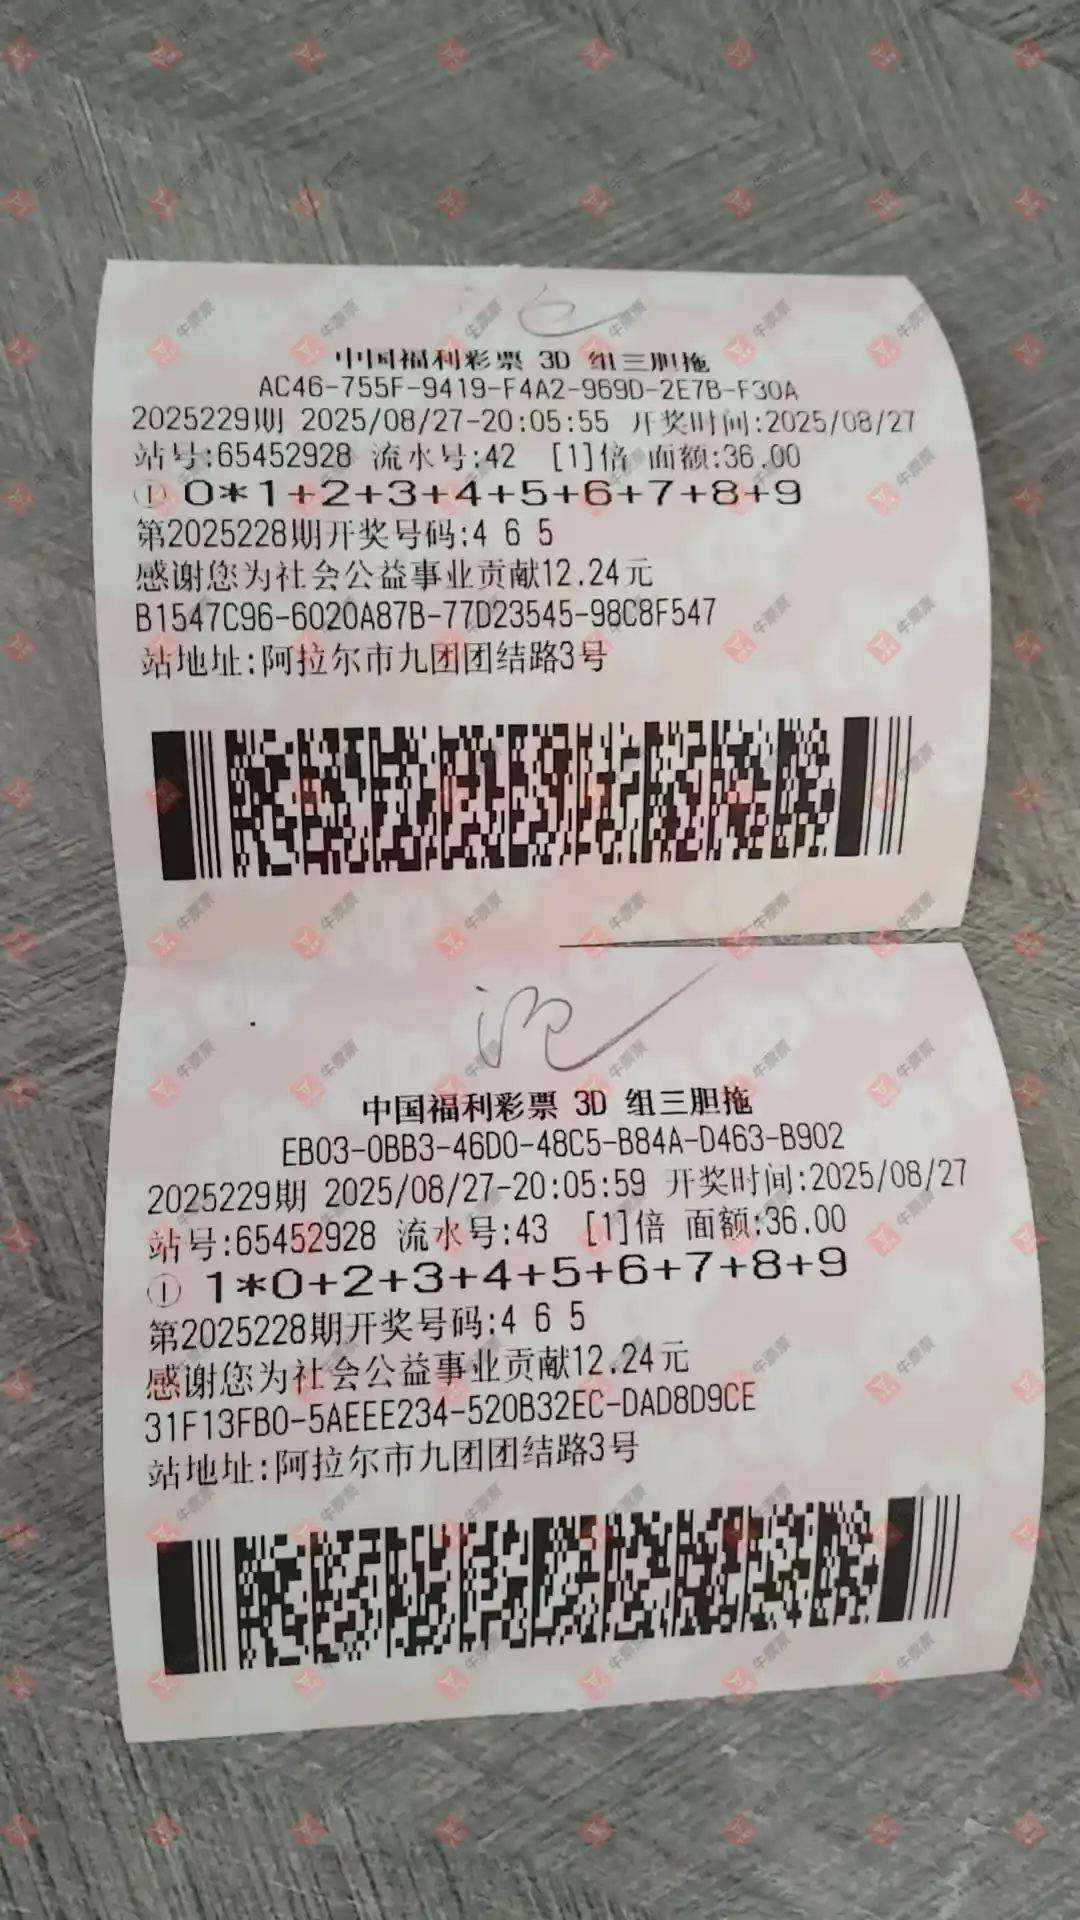 中国福利彩票 3D 组三胆拖
AC46-755F-9419-F4A2-969D-2E7B-F30A
2025229期 2025/08/27-20:05:55 开奖时间:2025/08/27
站号:65452928 流水号:42 [1]倍 面额:36.00
① 0*1+2+3+4+5+6+7+8+9
第2025228期开奖号码:4 6 5
感谢您为社会公益事业贡献12.24元
B1547C96-6020A87B-77D23545-98C8F547
站地址:阿拉尔市九团团结路3号
中国福利彩票 3D 组三胆拖
EB03-0BB3-46D0-48C5-B84A-D463-B902
2025229期 2025/08/27-20:05:59 开奖时间:2025/08/27
站号:65452928 流水号:43 [1]倍 面额:36.00
① 1*0+2+3+4+5+6+7+8+9
第2025228期开奖号码:4 6 5
感谢您为社会公益事业贡献12.24元
31F13FB0-5AEEE234-520B32EC-DAD8D9CE
站地址:阿拉尔市九团团结路3号
牛票票